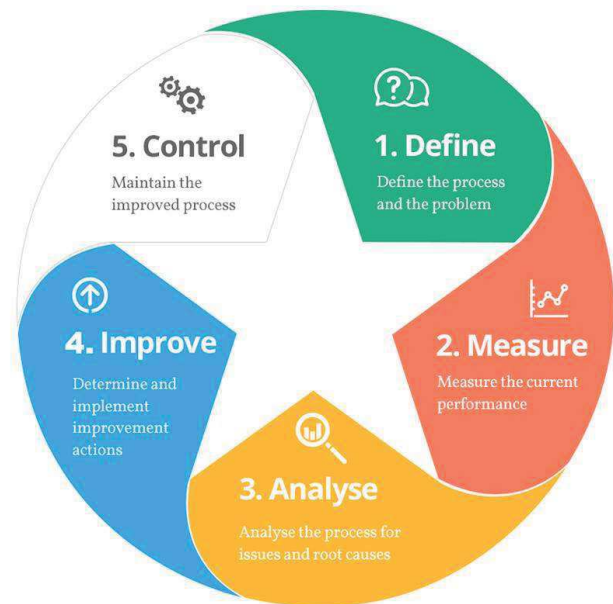 1. Define
Define the process
and the problem
2. Measure
Measure the current
performance
3. Analyse
Analyse the process for
issues and root causes
4. Improve
Determine and
implement
improvement
actions
5. Control
Maintain the
improved process